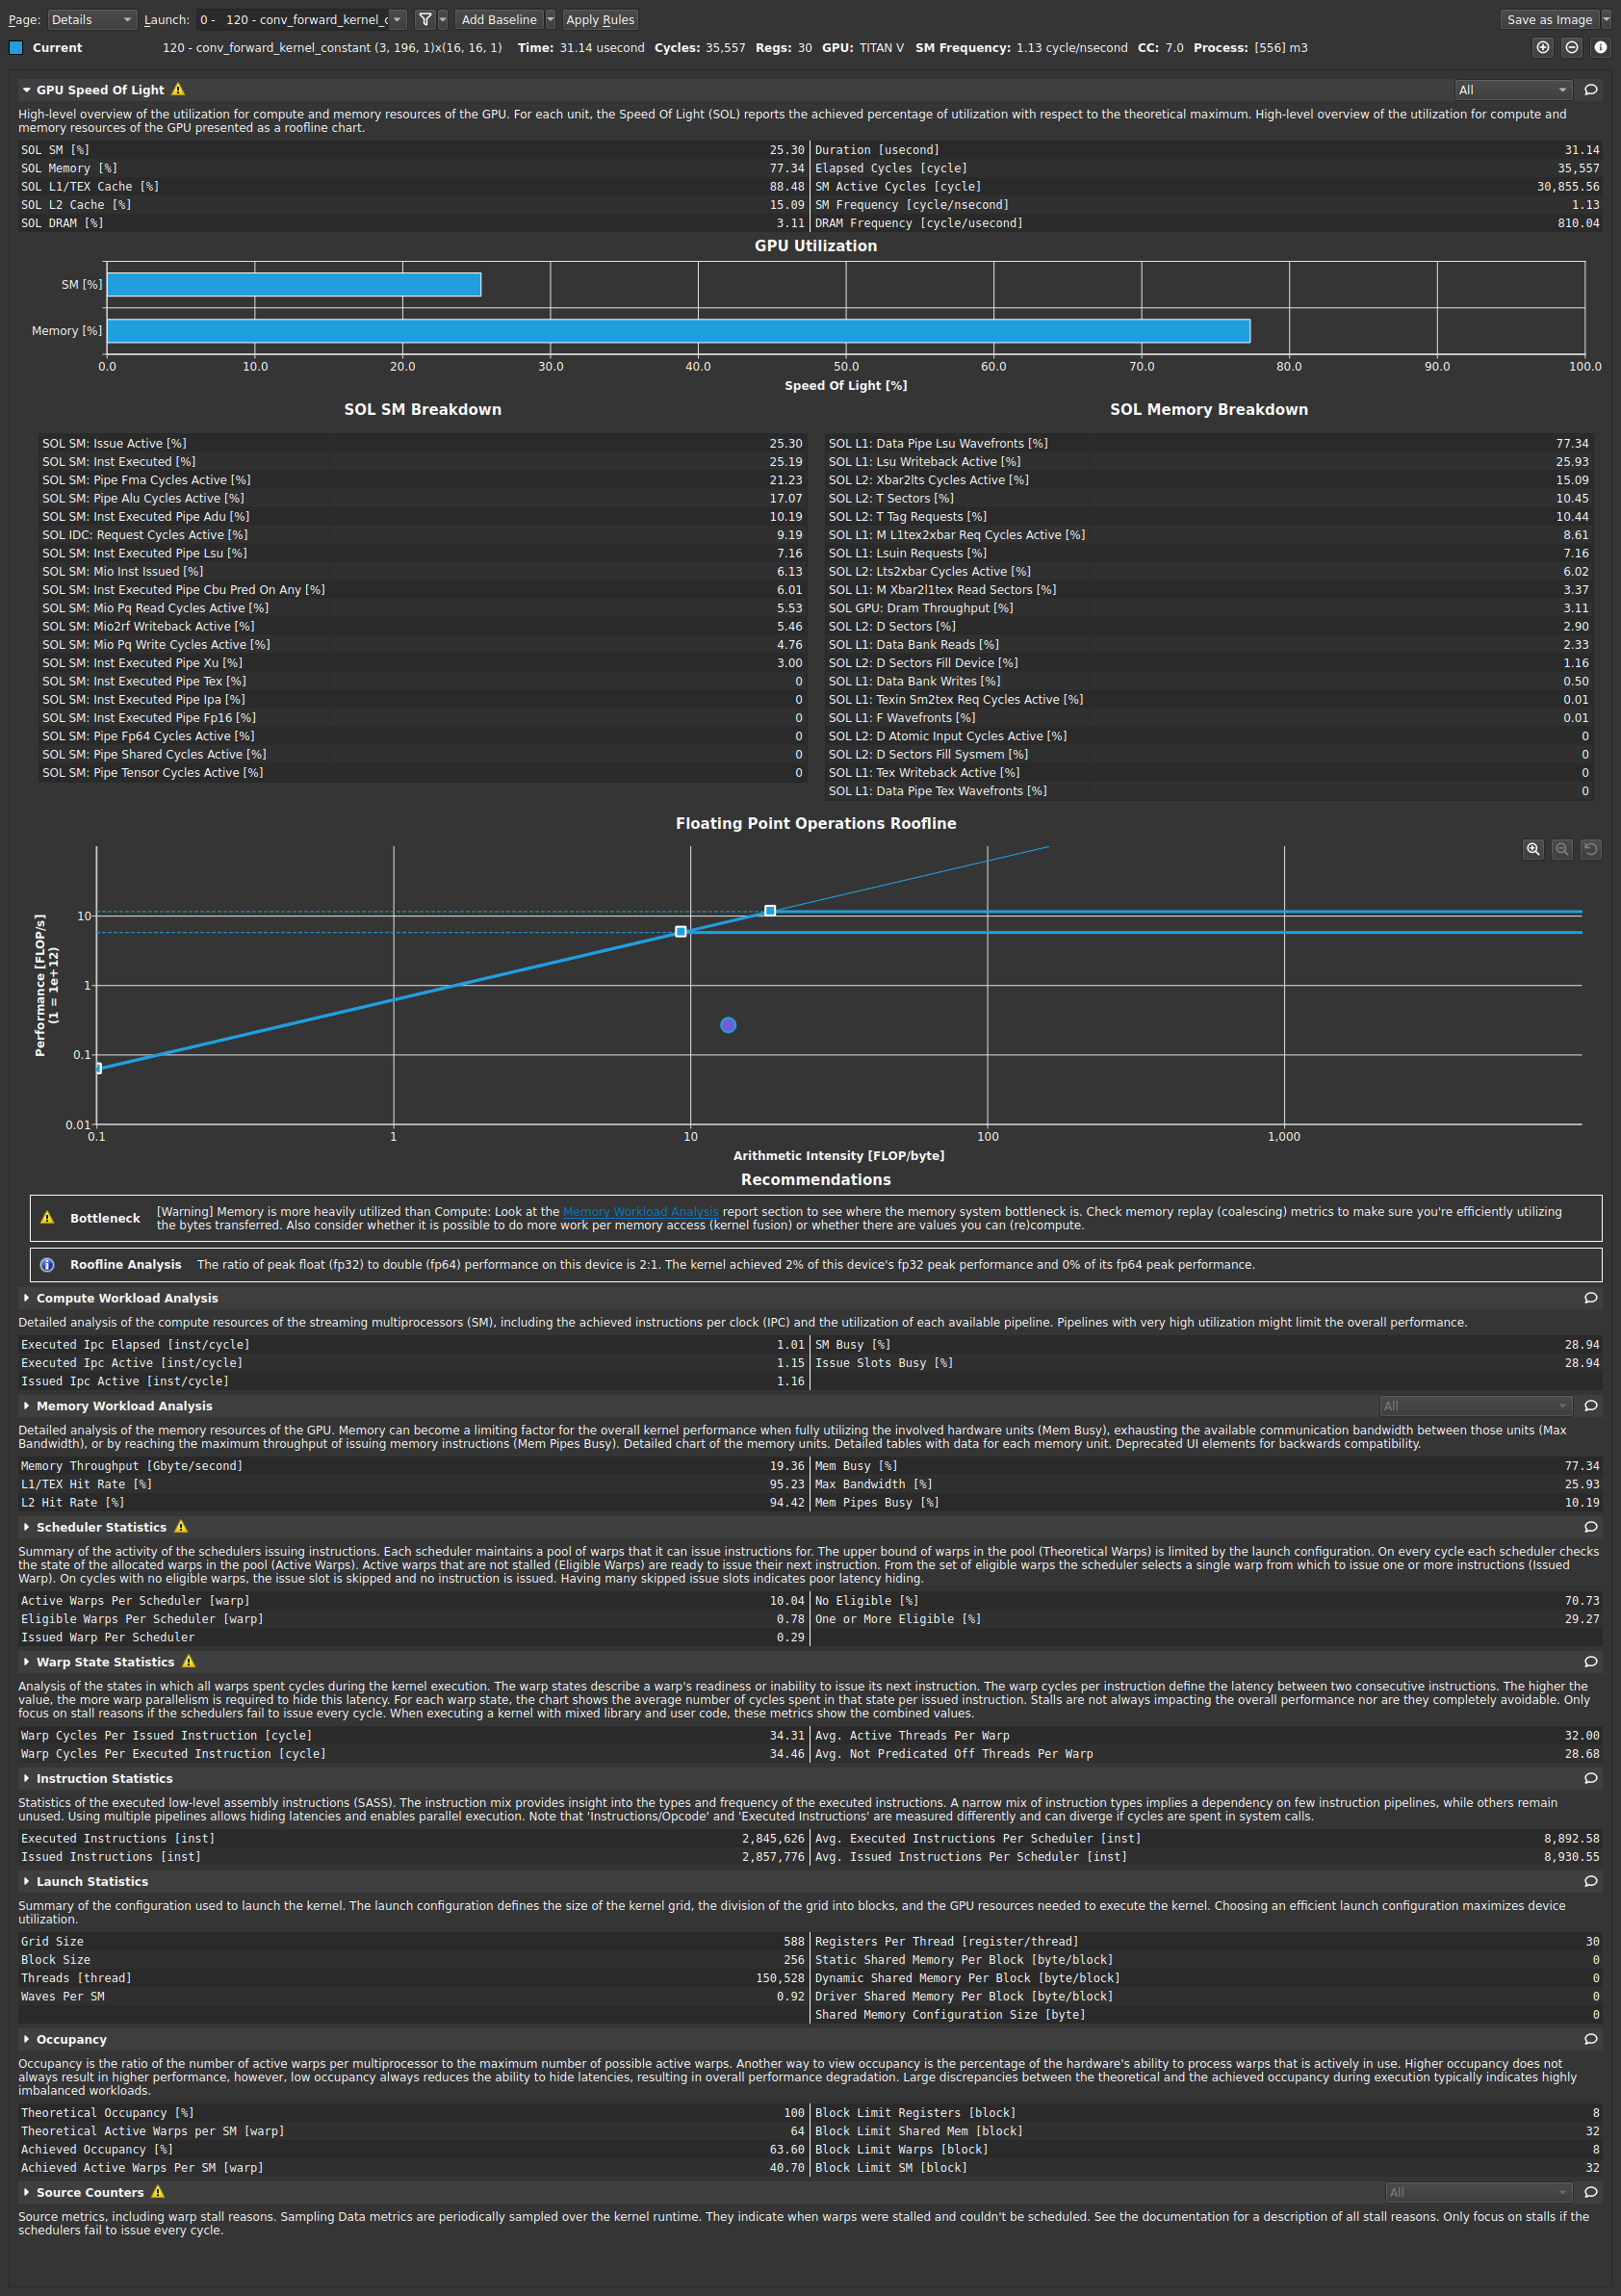 Page: Details Launch: 0 - 120 - conv_forward_kernel_c Add Baseline Apply Rules Save as Image
Current 120 - conv_forward_kernel_constant (3, 196, 1)x(16, 16, 1) Time: 31.14 usecond Cycles: 35,557 Regs: 30 GPU: TITAN V SM Frequency: 1.13 cycle/nsecond CC: 7.0 Process: [556] m3
GPU Speed Of Light All
High-level overview of the utilization for compute and memory resources of the GPU. For each unit, the Speed Of Light (SOL) reports the achieved percentage of utilization with respect to the theoretical maximum. High-level overview of the utilization for compute and
memory resources of the GPU presented as a roofline chart.
SOL SM [%] 25.30 Duration [usecond] 31.14
SOL Memory [%] 77.34 Elapsed Cycles [cycle] 35,557
SOL L1/TEX Cache [%] 88.48 SM Active Cycles [cycle] 30,855.56
SOL L2 Cache [%] 15.09 SM Frequency [cycle/nsecond] 1.13
SOL DRAM [%] 3.11 DRAM Frequency [cycle/usecond] 810.04
GPU Utilization
SM [%]
Memory [%]
0.0 10.0 20.0 30.0 40.0 50.0 60.0 70.0 80.0 90.0 100.0
Speed Of Light [%]
SOL SM Breakdown SOL Memory Breakdown
SOL SM: Issue Active [%] 25.30 SOL L1: Data Pipe Lsu Wavefronts [%] 77.34
SOL SM: Inst Executed [%] 25.19 SOL L1: Lsu Writeback Active [%] 25.93
SOL SM: Pipe Fma Cycles Active [%] 21.23 SOL L2: Xbar2lts Cycles Active [%] 15.09
SOL SM: Pipe Alu Cycles Active [%] 17.07 SOL L2: T Sectors [%] 10.45
SOL SM: Inst Executed Pipe Adu [%] 10.19 SOL L2: T Tag Requests [%] 10.44
SOL IDC: Request Cycles Active [%] 9.19 SOL L1: M L1tex2xbar Req Cycles Active [%] 8.61
SOL SM: Inst Executed Pipe Lsu [%] 7.16 SOL L1: Lsuin Requests [%] 7.16
SOL SM: Mio Inst Issued [%] 6.13 SOL L2: Lts2xbar Cycles Active [%] 6.02
SOL SM: Inst Executed Pipe Cbu Pred On Any [%] 6.01 SOL L1: M Xbar2l1tex Read Sectors [%] 3.37
SOL SM: Mio Pq Read Cycles Active [%] 5.53 SOL GPU: Dram Throughput [%] 3.11
SOL SM: Mio2rf Writeback Active [%] 5.46 SOL L2: D Sectors [%] 2.90
SOL SM: Mio Pq Write Cycles Active [%] 4.76 SOL L1: Data Bank Reads [%] 2.33
SOL SM: Inst Executed Pipe Xu [%] 3.00 SOL L2: D Sectors Fill Device [%] 1.16
SOL SM: Inst Executed Pipe Tex [%] 0 SOL L1: Data Bank Writes [%] 0.50
SOL SM: Inst Executed Pipe Ipa [%] 0 SOL L1: Texin Sm2tex Req Cycles Active [%] 0.01
SOL SM: Inst Executed Pipe Fp16 [%] 0 SOL L1: F Wavefronts [%] 0.01
SOL SM: Pipe Fp64 Cycles Active [%] 0 SOL L2: D Atomic Input Cycles Active [%] 0
SOL SM: Pipe Shared Cycles Active [%] 0 SOL L2: D Sectors Fill Sysmem [%] 0
SOL SM: Pipe Tensor Cycles Active [%] 0 SOL L1: Tex Writeback Active [%] 0
SOL L1: Data Pipe Tex Wavefronts [%] 0
Floating Point Operations Roofline
Performance [FLOP/s]
(1 = 1e+12)
10
1
0.1
0.01
0.1 1 10 100 1,000
Arithmetic Intensity [FLOP/byte]
Recommendations
Bottleneck [Warning] Memory is more heavily utilized than Compute: Look at the Memory Workload Analysis report section to see where the memory system bottleneck is. Check memory replay (coalescing) metrics to make sure you're efficiently utilizing
the bytes transferred. Also consider whether it is possible to do more work per memory access (kernel fusion) or whether there are values you can (re)compute.
Roofline Analysis The ratio of peak float (fp32) to double (fp64) performance on this device is 2:1. The kernel achieved 2% of this device's fp32 peak performance and 0% of its fp64 peak performance.
Compute Workload Analysis
Detailed analysis of the compute resources of the streaming multiprocessors (SM), including the achieved instructions per clock (IPC) and the utilization of each available pipeline. Pipelines with very high utilization might limit the overall performance.
Executed Ipc Elapsed [inst/cycle] 1.01 SM Busy [%] 28.94
Executed Ipc Active [inst/cycle] 1.15 Issue Slots Busy [%] 28.94
Issued Ipc Active [inst/cycle] 1.16
Memory Workload Analysis All
Detailed analysis of the memory resources of the GPU. Memory can become a limiting factor for the overall kernel performance when fully utilizing the involved hardware units (Mem Busy), exhausting the available communication bandwidth between those units (Max
Bandwidth), or by reaching the maximum throughput of issuing memory instructions (Mem Pipes Busy). Detailed chart of the memory units. Detailed tables with data for each memory unit. Deprecated UI elements for backwards compatibility.
Memory Throughput [Gbyte/second] 19.36 Mem Busy [%] 77.34
L1/TEX Hit Rate [%] 95.23 Max Bandwidth [%] 25.93
L2 Hit Rate [%] 94.42 Mem Pipes Busy [%] 10.19
Scheduler Statistics
Summary of the activity of the schedulers issuing instructions. Each scheduler maintains a pool of warps that it can issue instructions for. The upper bound of warps in the pool (Theoretical Warps) is limited by the launch configuration. On every cycle each scheduler checks
the state of the allocated warps in the pool (Active Warps). Active warps that are not stalled (Eligible Warps) are ready to issue their next instruction. From the set of eligible warps the scheduler selects a single warp from which to issue one or more instructions (Issued
Warp). On cycles with no eligible warps, the issue slot is skipped and no instruction is issued. Having many skipped issue slots indicates poor latency hiding.
Active Warps Per Scheduler [warp] 10.04 No Eligible [%] 70.73
Eligible Warps Per Scheduler [warp] 0.78 One or More Eligible [%] 29.27
Issued Warp Per Scheduler 0.29
Warp State Statistics
Analysis of the states in which all warps spent cycles during the kernel execution. The warp states describe a warp's readiness or inability to issue its next instruction. The warp cycles per instruction define the latency between two consecutive instructions. The higher the
value, the more warp parallelism is required to hide this latency. For each warp state, the chart shows the average number of cycles spent in that state per issued instruction. Stalls are not always impacting the overall performance nor are they completely avoidable. Only
focus on stall reasons if the schedulers fail to issue every cycle. When executing a kernel with mixed library and user code, these metrics show the combined values.
Warp Cycles Per Issued Instruction [cycle] 34.31 Avg. Active Threads Per Warp 32.00
Warp Cycles Per Executed Instruction [cycle] 34.46 Avg. Not Predicated Off Threads Per Warp 28.68
Instruction Statistics
Statistics of the executed low-level assembly instructions (SASS). The instruction mix provides insight into the types and frequency of the executed instructions. A narrow mix of instruction types implies a dependency on few instruction pipelines, while others remain
unused. Using multiple pipelines allows hiding latencies and enables parallel execution. Note that 'Instructions/Opcode' and 'Executed Instructions' are measured differently and can diverge if cycles are spent in system calls.
Executed Instructions [inst] 2,845,626 Avg. Executed Instructions Per Scheduler [inst] 8,892.58
Issued Instructions [inst] 2,857,776 Avg. Issued Instructions Per Scheduler [inst] 8,930.55
Launch Statistics
Summary of the configuration used to launch the kernel. The launch configuration defines the size of the kernel grid, the division of the grid into blocks, and the GPU resources needed to execute the kernel. Choosing an efficient launch configuration maximizes device
utilization.
Grid Size 588 Registers Per Thread [register/thread] 30
Block Size 256 Static Shared Memory Per Block [byte/block] 0
Threads [thread] 150,528 Dynamic Shared Memory Per Block [byte/block] 0
Waves Per SM 0.92 Driver Shared Memory Per Block [byte/block] 0
Shared Memory Configuration Size [byte] 0
Occupancy
Occupancy is the ratio of the number of active warps per multiprocessor to the maximum number of possible active warps. Another way to view occupancy is the percentage of the hardware's ability to process warps that is actively in use. Higher occupancy does not
always result in higher performance, however, low occupancy always reduces the ability to hide latencies, resulting in overall performance degradation. Large discrepancies between the theoretical and the achieved occupancy during execution typically indicates highly
imbalanced workloads.
Theoretical Occupancy [%] 100 Block Limit Registers [block] 8
Theoretical Active Warps per SM [warp] 64 Block Limit Shared Mem [block] 32
Achieved Occupancy [%] 63.60 Block Limit Warps [block] 8
Achieved Active Warps Per SM [warp] 40.70 Block Limit SM [block] 32
Source Counters All
Source metrics, including warp stall reasons. Sampling Data metrics are periodically sampled over the kernel runtime. They indicate when warps were stalled and couldn't be scheduled. See the documentation for a description of all stall reasons. Only focus on stalls if the
schedulers fail to issue every cycle.